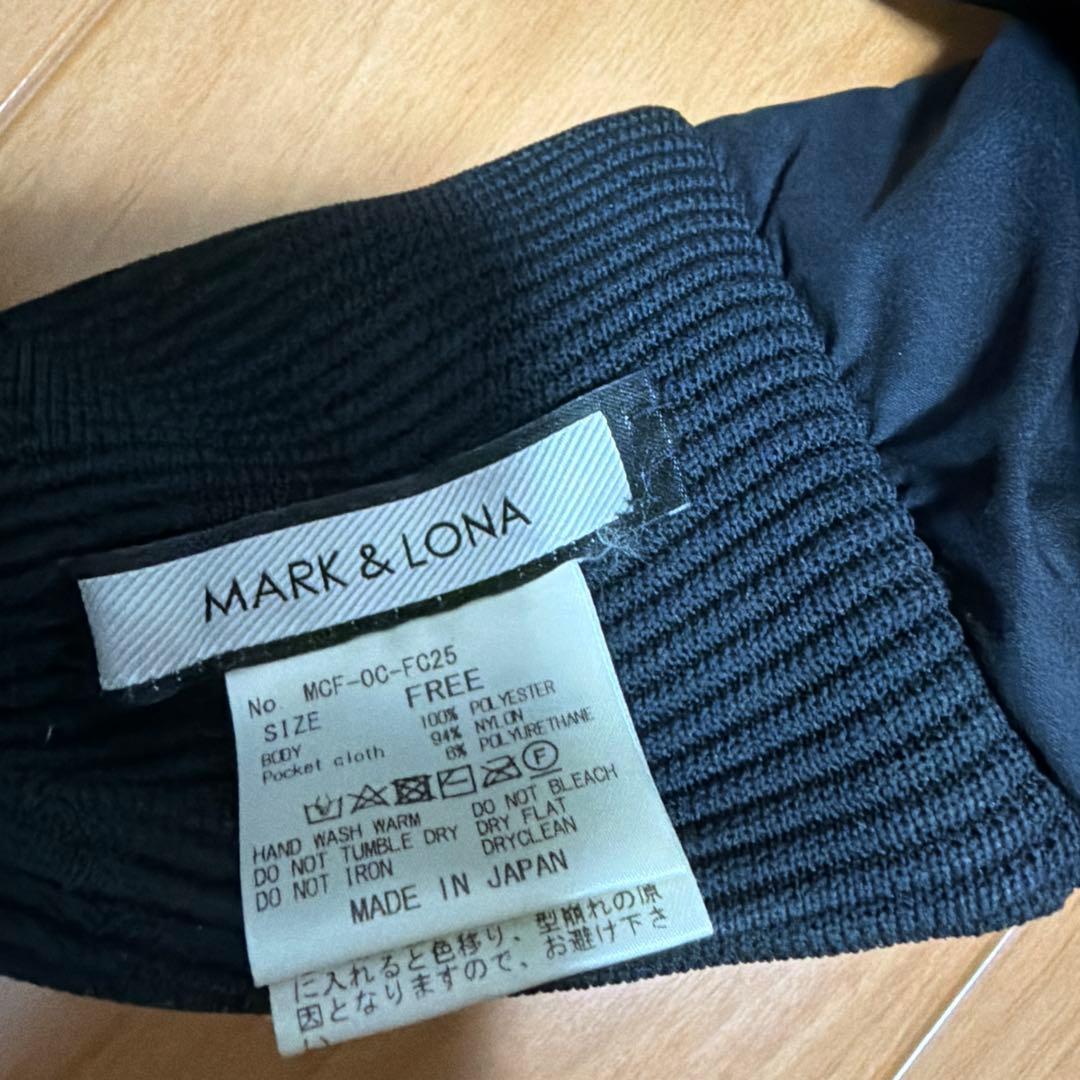 MARK & LONA
No. MCF-OC-FC25
SIZE FREE
BODY 100% POLYESTER
Pocket cloth 94% NYLON
6% POLYURETHANE
F
HAND WASH WARM DO NOT BLEACH
DO NOT TUMBLE DRY DRY FLAT
DO NOT IRON DRYCLEAN
MADE IN JAPAN
に入れると色移り、型崩れの原
因となりますので、お避け下さ
い